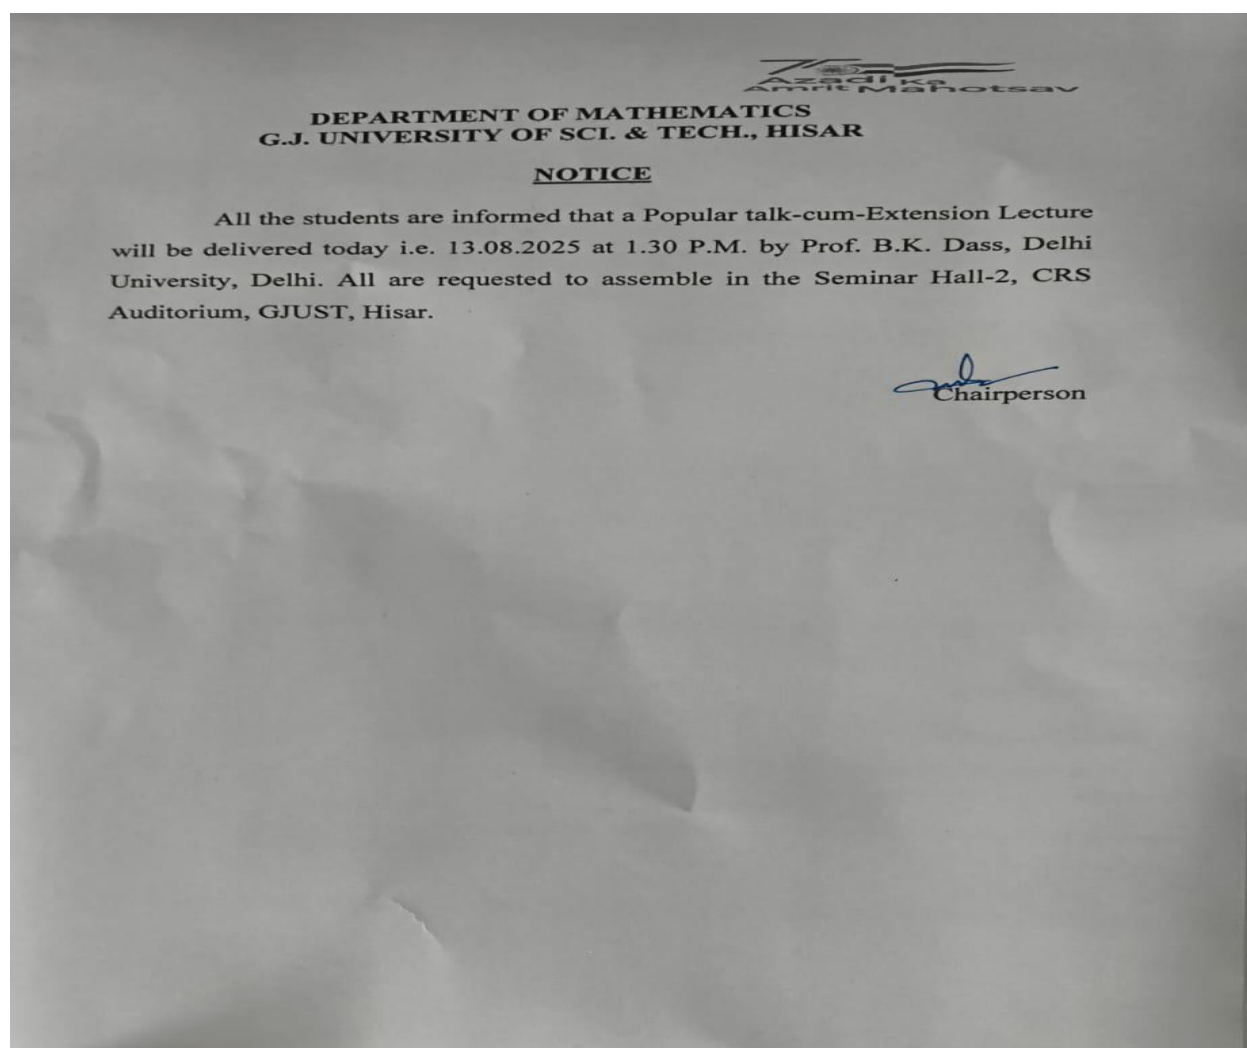 75
Azadi Ka
Amrit Mahotsav
DEPARTMENT OF MATHEMATICS
G.J. UNIVERSITY OF SCI. & TECH., HISAR
NOTICE
All the students are informed that a Popular talk-cum-Extension Lecture
will be delivered today i.e. 13.08.2025 at 1.30 P.M. by Prof. B.K. Dass, Delhi
University, Delhi. All are requested to assemble in the Seminar Hall-2, CRS
Auditorium, GJUST, Hisar.
Chairperson